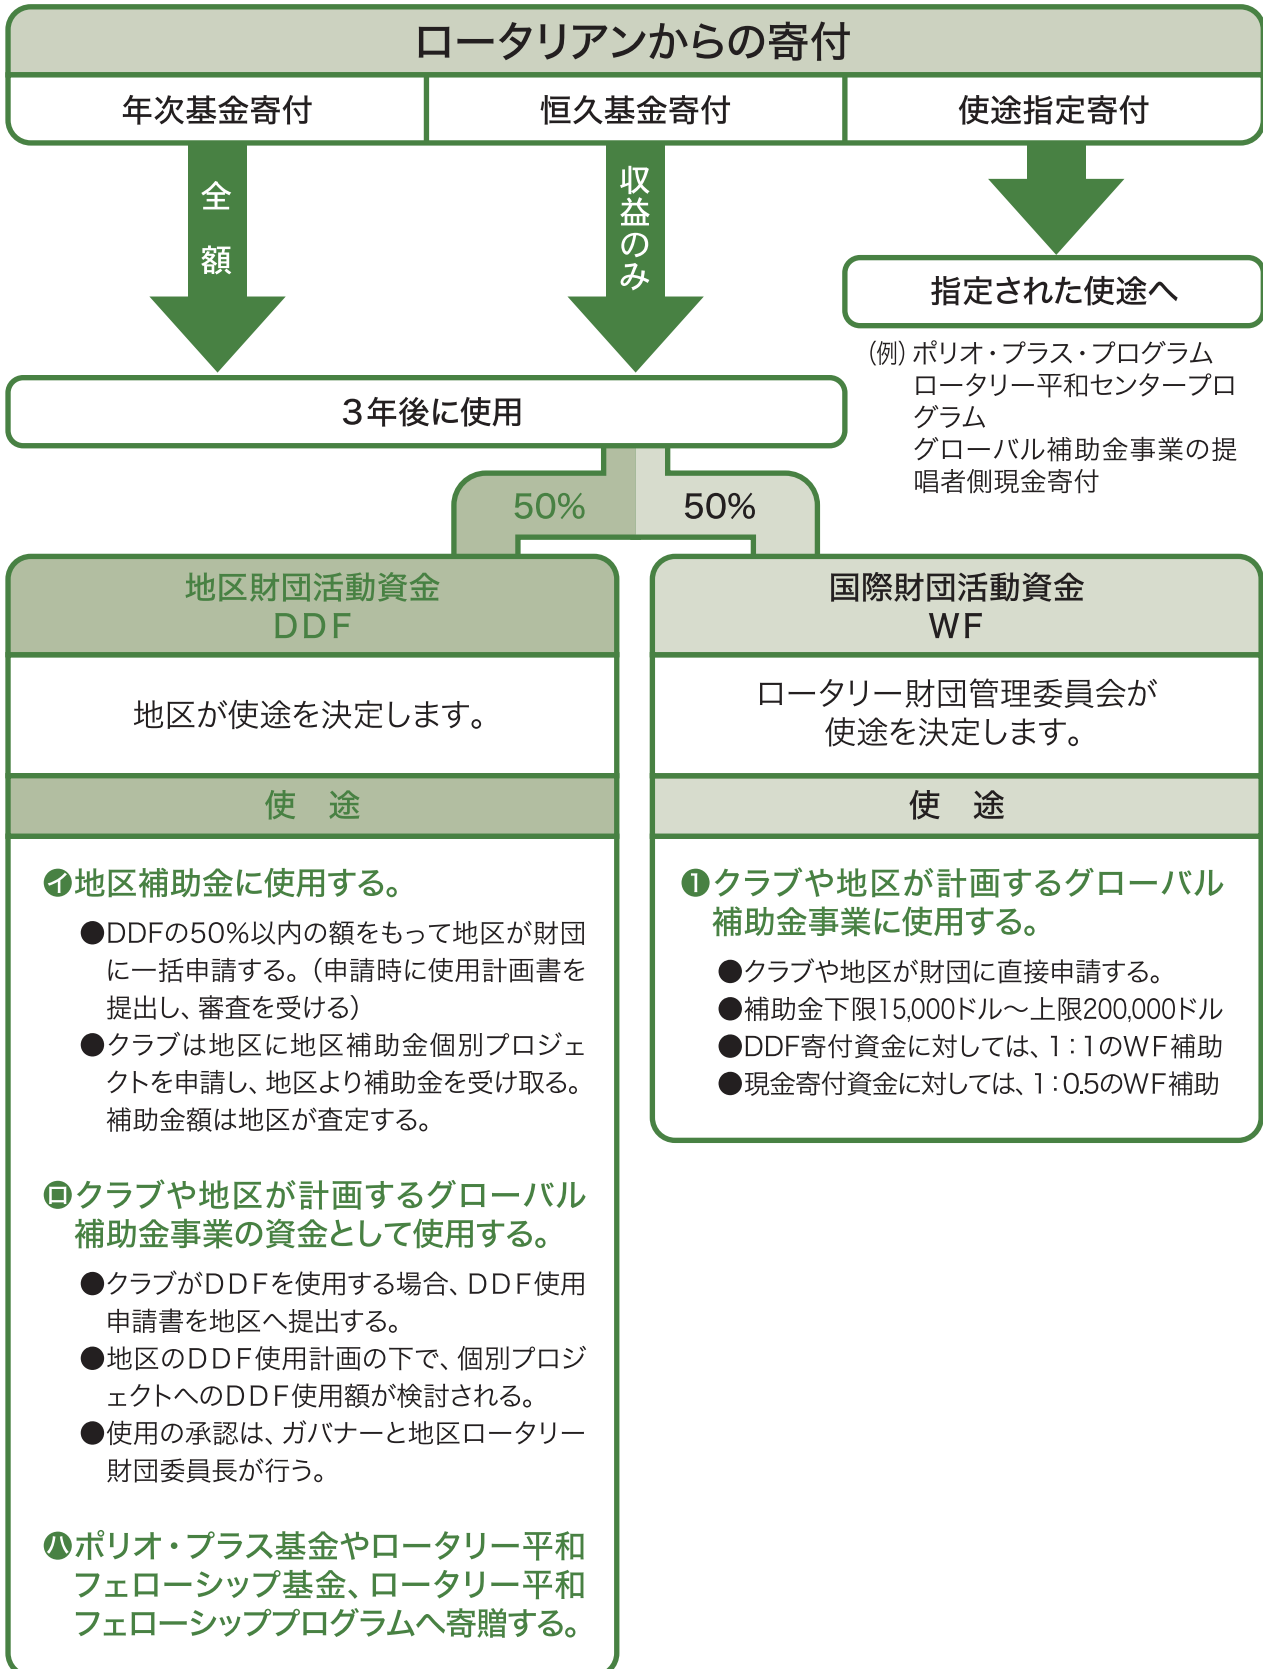 ロータリアンからの寄付
年次基金寄付
恒久基金寄付
使途指定寄付
全額
収益のみ
指定された使途へ
(例)ポリオ・プラス・プログラム
ロータリー平和センタープロ
グラム
グローバル補助金事業の提
唱者側現金寄付
3年後に使用
50%
50%
地区財団活動資金
DDF
地区が使途を決定します。
使 途
㋑地区補助金に使用する。
●DDFの50%以内の額をもって地区が財団
に一括申請する。(申請時に使用計画書を
提出し、審査を受ける)
●クラブは地区に地区補助金個別プロジェ
クトを申請し、地区より補助金を受け取る。
補助金額は地区が査定する。
㋺クラブや地区が計画するグローバル
補助金事業の資金として使用する。
●クラブがDDFを使用する場合、DDF使用
申請書を地区へ提出する。
●地区のDDF使用計画の下で、個別プロジ
ェクトへのDDF使用額が検討される。
●使用の承認は、ガバナーと地区ロータリー
財団委員長が行う。
㋩ポリオ・プラス基金やロータリー平和
フェローシップ基金、ロータリー平和
フェローシッププログラムへ寄贈する。
国際財団活動資金
WF
ロータリー財団管理委員会が
使途を決定します。
使 途
❶クラブや地区が計画するグローバル
補助金事業に使用する。
●クラブや地区が財団に直接申請する。
●補助金下限15,000ドル～上限200,000ドル
●DDF寄付資金に対しては、1:1のWF補助
●現金寄付資金に対しては、1:0.5のWF補助